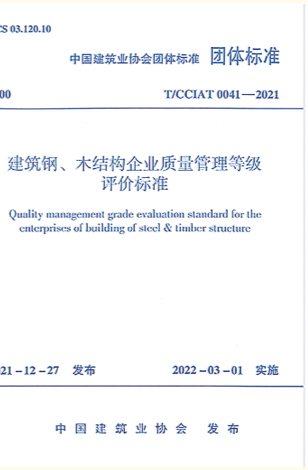 CS 03.120.10
中国建筑业协会团体标准 团体标准
00 T/CCIAT 0041—2021
建筑钢、木结构企业质量管理等级
评价标准
Quality management grade evaluation standard for the
enterprises of building of steel & timber structure
21-12-27 发布 2022-03-01 实施
中国建筑业协会 发布